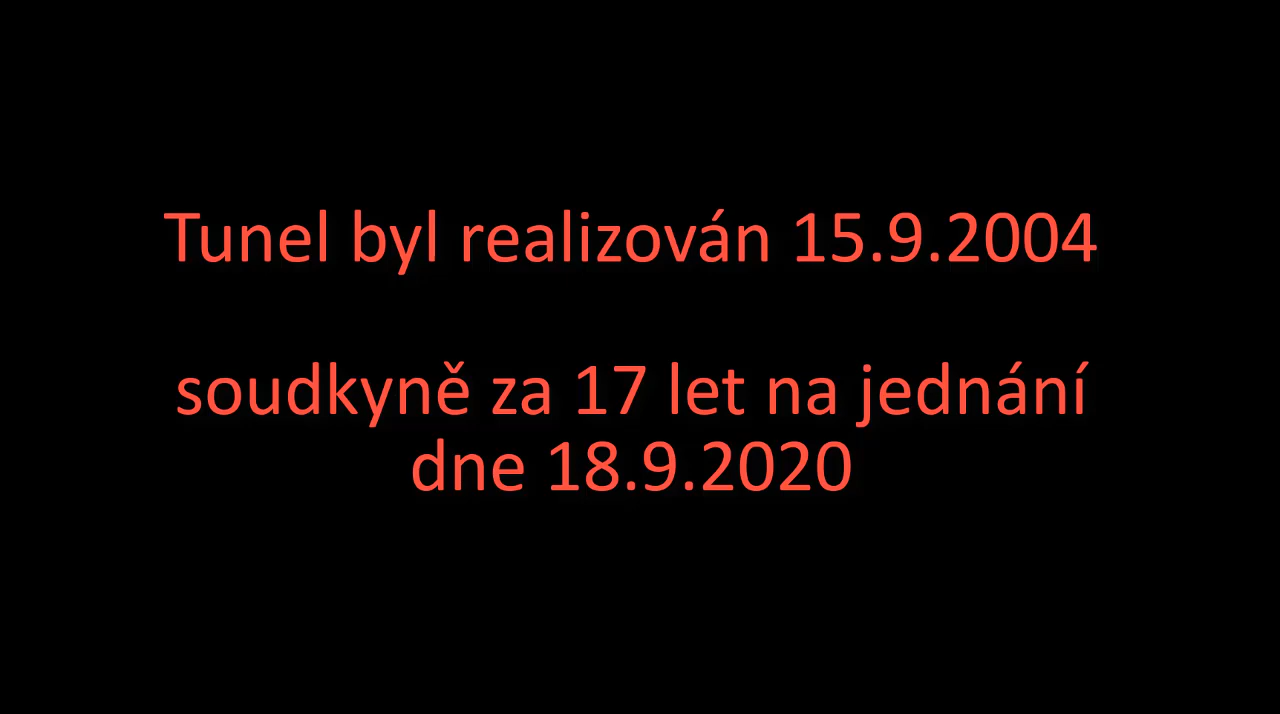 Tunel byl realizován 15.9.2004
soudkyně za 17 let na jednání
dne 18.9.2020